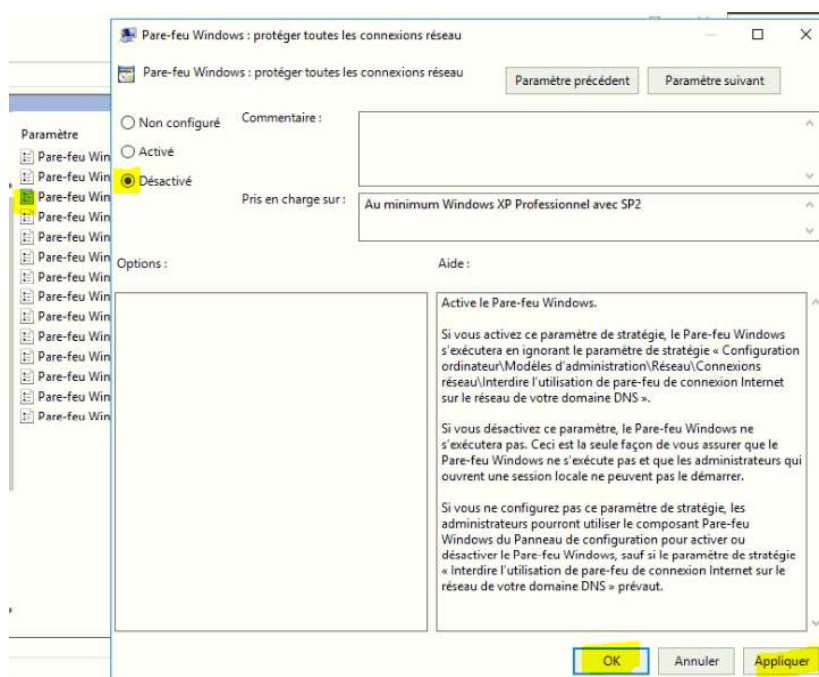 Pare-feu Windows : protéger toutes les connexions réseau
Pare-feu Windows : protéger toutes les connexions réseau
Paramètre précédent
Paramètre suivant
Non configuré
Activé
Désactivé
Commentaire :
Pris en charge sur :
Au minimum Windows XP Professionnel avec SP2
Options :
Aide :
Active le Pare-feu Windows.
Si vous activez ce paramètre de stratégie, le Pare-feu Windows
s'exécutera en ignorant le paramètre de stratégie « Configuration
ordinateur\Modèles d'administration\Réseau\Connexions
réseau\Interdire l'utilisation de pare-feu de connexion Internet
sur le réseau de votre domaine DNS ».
Si vous désactivez ce paramètre, le Pare-feu Windows ne
s'exécutera pas. Ceci est la seule façon de vous assurer que le
Pare-feu Windows ne s'exécute pas et que les administrateurs qui
ouvrent une session locale ne peuvent pas le démarrer.
Si vous ne configurez pas ce paramètre de stratégie, les
administrateurs pourront utiliser le composant Pare-feu
Windows du Panneau de configuration pour activer ou
désactiver le Pare-feu Windows, sauf si le paramètre de stratégie
« Interdire l'utilisation de pare-feu de connexion Internet sur le
réseau de votre domaine DNS » prévaut.
OK
Annuler
Appliquer
Paramètre
Pare-feu Win
Pare-feu Win
Pare-feu Win
Pare-feu Win
Pare-feu Win
Pare-feu Win
Pare-feu Win
Pare-feu Win
Pare-feu Win
Pare-feu Win
Pare-feu Win
Pare-feu Win
Pare-feu Win
Pare-feu Win